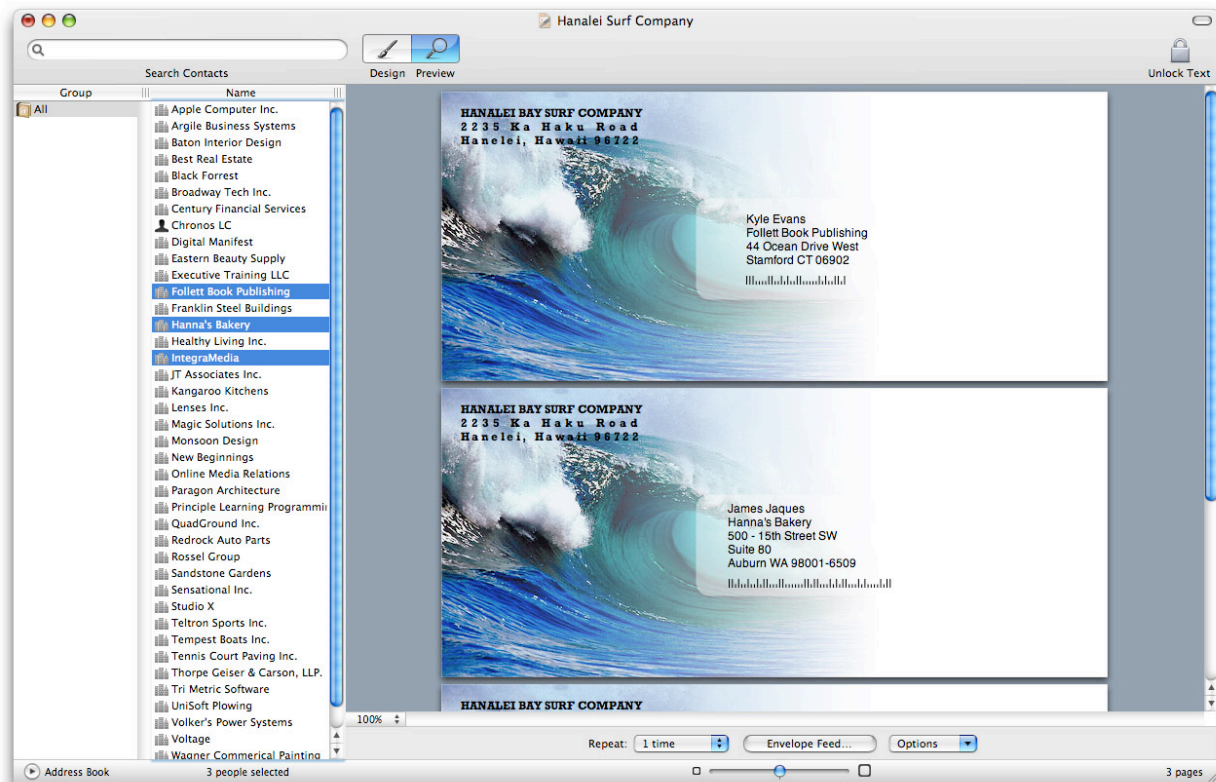 Hanalei Surf Company
Search Contacts
Design
Preview
Unlock Text
Group
Name
All
Apple Computer Inc.
Argile Business Systems
Baton Interior Design
Best Real Estate
Black Forrest
Broadway Tech Inc.
Century Financial Services
Chronos LC
Digital Manifest
Eastern Beauty Supply
Executive Training LLC
Follett Book Publishing
Franklin Steel Buildings
Hanna's Bakery
Healthy Living Inc.
IntegraMedia
JT Associates Inc.
Kangaroo Kitchens
Lenses Inc.
Magic Solutions Inc.
Monsoon Design
New Beginnings
Online Media Relations
Paragon Architecture
Principle Learning Programmi
QuadGround Inc.
Redrock Auto Parts
Rossel Group
Sandstone Gardens
Sensational Inc.
Studio X
Teltron Sports Inc.
Tempest Boats Inc.
Tennis Court Paving Inc.
Thorpe Geiser & Carson, LLP.
Tri Metric Software
UniSoft Plowing
Volker's Power Systems
Voltage
Wagner Commerical Painting
HANALEI BAY SURF COMPANY
2235 Ka Haku Road
Hanelei, Hawaii 96722
Kyle Evans
Follett Book Publishing
44 Ocean Drive West
Stamford CT 06902
HANALEI BAY SURF COMPANY
2235 Ka Haku Road
Hanelei, Hawaii 96722
James Jaques
Hanna's Bakery
500 - 15th Street SW
Suite 80
Auburn WA 98001-6509
HANALEI BAY SURF COMPANY
100%
Repeat: 1 time
Envelope Feed...
Options
Address Book
3 people selected
3 pages